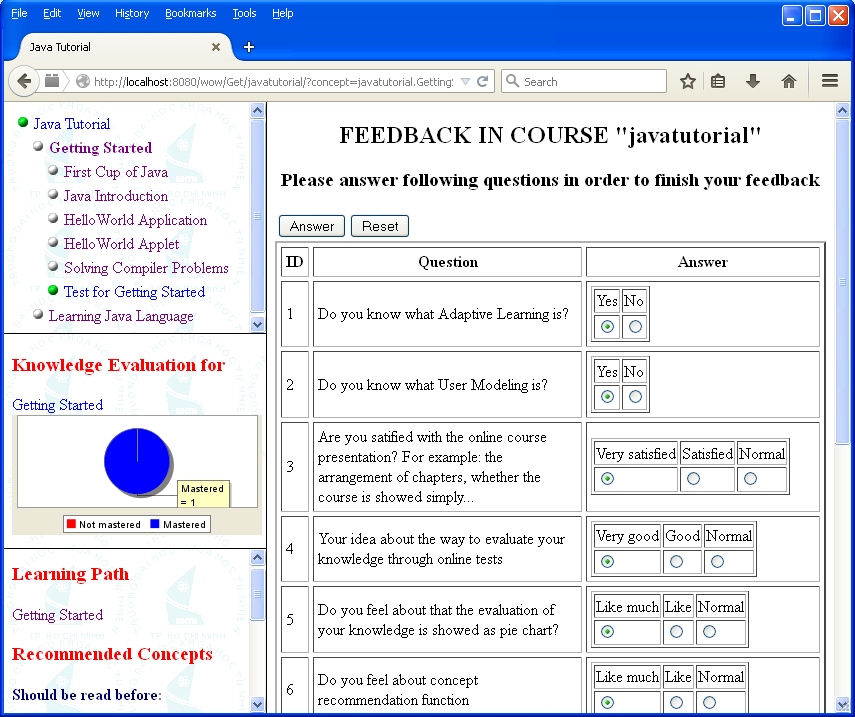 File Edit View History Bookmarks Tools Help
Java Tutorial
http://localhost:8080/wow/Get/javatutorial/?concept=javatutorial.Getting
Search
Java Tutorial
Getting Started
First Cup of Java
Java Introduction
HelloWorld Application
HelloWorld Applet
Solving Compiler Problems
Test for Getting Started
Learning Java Language
Knowledge Evaluation for
Getting Started
Mastered
= 1
Not mastered Mastered
Learning Path
Getting Started
Recommended Concepts
Should be read before:
FEEDBACK IN COURSE "javatutorial"
Please answer following questions in order to finish your feedback
Answer Reset
ID Question Answer
1 Do you know what Adaptive Learning is? Yes No
2 Do you know what User Modeling is? Yes No
3
Are you satified with the online course
presentation? For example: the
arrangement of chapters, whether the
course is showed simply...
Very satisfied Satisfied Normal
4
Your idea about the way to evaluate your
knowledge through online tests
Very good Good Normal
5
Do you feel about that the evaluation of
your knowledge is showed as pie chart?
Like much Like Normal
6
Do you feel about concept
recommendation function
Like much Like Normal